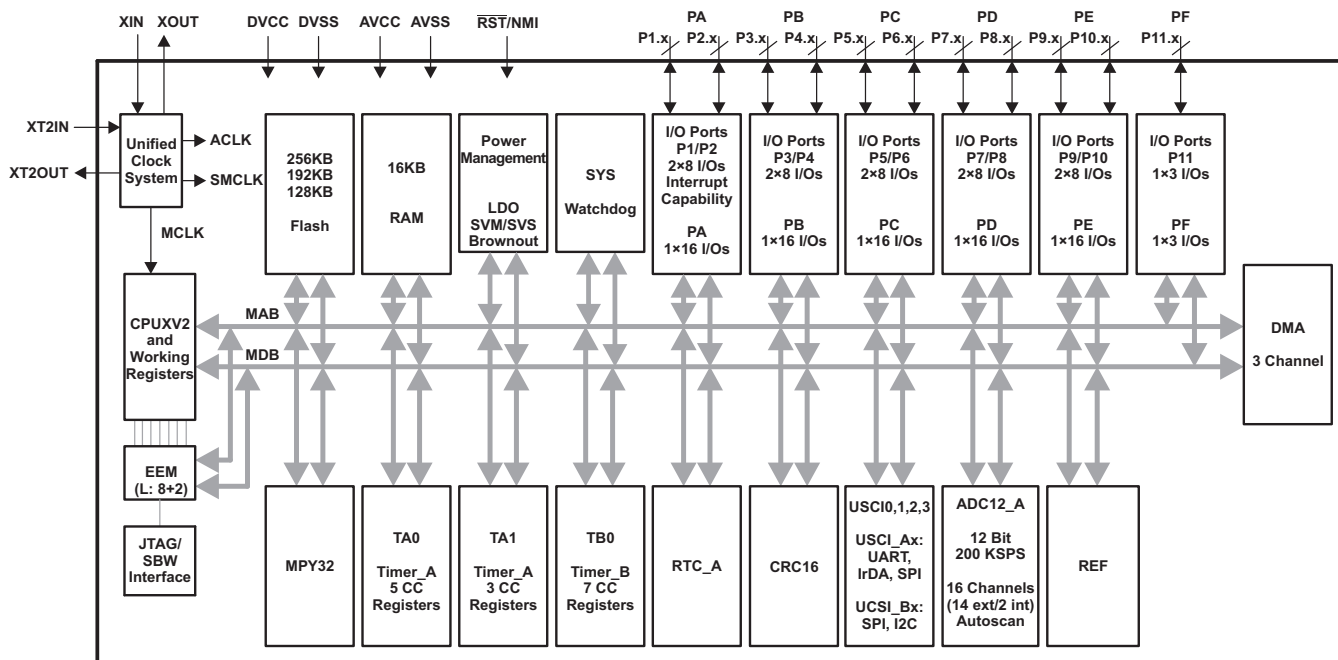 XIN XOUT DVCC DVSS AVCC AVSS RST/NMI
PA PB PC PD PE PF
P1.x P2.x P3.x P4.x P5.x P6.x P7.x P8.x P9.x P10.x P11.x
XT2IN
XT2OUT
Unified
Clock
System
ACLK
SMCLK
MCLK
256KB
192KB
128KB
Flash
16KB
RAM
Power
Management
LDO
SVM/SVS
Brownout
SYS
Watchdog
I/O Ports
P1/P2
2×8 I/Os
Interrupt
Capability
PA
1×16 I/Os
I/O Ports
P3/P4
2×8 I/Os
PB
1×16 I/Os
I/O Ports
P5/P6
2×8 I/Os
PC
1×16 I/Os
I/O Ports
P7/P8
2×8 I/Os
PD
1×16 I/Os
I/O Ports
P9/P10
2×8 I/Os
PE
1×16 I/Os
I/O Ports
P11
1×3 I/Os
PF
1×3 I/Os
CPUXV2
and
Working
Registers
MAB
MDB
DMA
3 Channel
EEM
(L: 8+2)
JTAG/
SBW
Interface
MPY32
TA0
Timer_A
5 CC
Registers
TA1
Timer_A
3 CC
Registers
TB0
Timer_B
7 CC
Registers
RTC_A
CRC16
USCI0,1,2,3
USCI_Ax:
UART,
IrDA, SPI
UCSI_Bx:
SPI, I2C
ADC12_A
12 Bit
200 KSPS
16 Channels
(14 ext/2 int)
Autoscan
REF